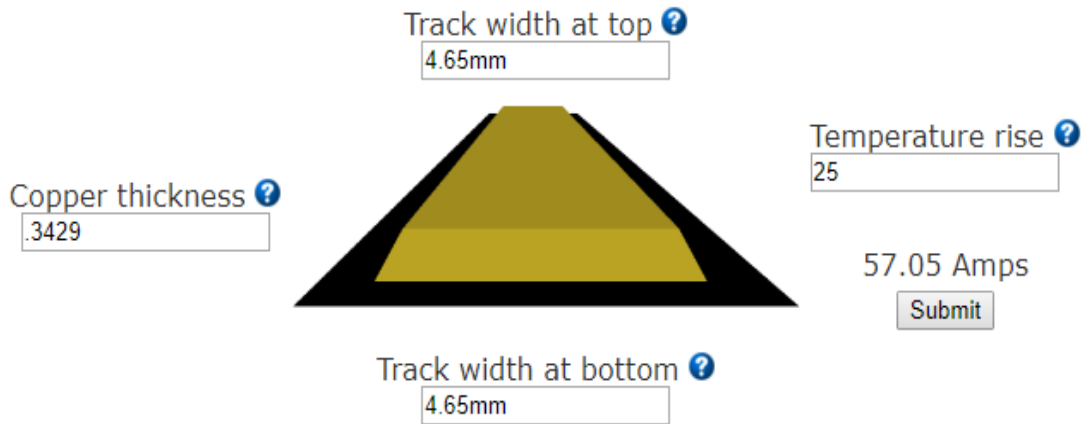 Track width at top ?
4.65mm
Temperature rise ?
25
Copper thickness ?
.3429
57.05 Amps
Submit
Track width at bottom ?
4.65mm